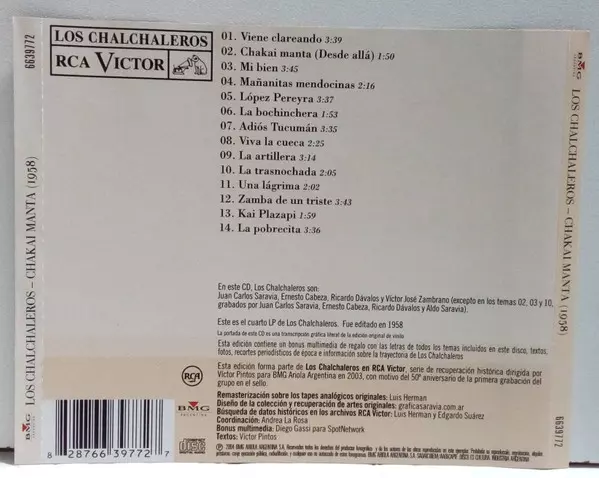 LOS CHALCHALEROS
RCA VICTOR
01. Viene clareando 3:39
02. Chakai manta (Desde allá) 1:50
03. Mi bien 3:45
04. Mañanitas mendocinas 2:16
05. López Pereyra 3:37
06. La bochinchera 1:53
07. Adiós Tucumán 3:35
08. Viva la cueca 2:25
09. La artillera 3:14
10. La trasnochada 2:05
11. Una lágrima 2:02
12. Zamba de un triste 3:43
13. Kai Plazapi 1:59
14. La pobrecita 3:36
En este CD, Los Chalchaleros son:
Juan Carlos Saravia, Ernesto Cabeza, Ricardo Dávalos y Víctor José Zambrano (excepto en los temas 02, 03 y 10,
grabados por Juan Carlos Saravia, Ernesto Cabeza, Ricardo Dávalos y Aldo Saravia).
Este es el cuarto LP de Los Chalchaleros. Fue editado en 1958
La portada de este CD es una transcripción gráfica literal de la edición original de vinilo
Esta edición contiene un bonus multimedia de regalo con las letras de todos los temas incluidos en este disco, textos,
fotos, recortes periodísticos de época e información sobre la trayectoria de Los Chalchaleros
Esta edición forma parte de Los Chalchaleros en RCA Victor, serie de recuperación histórica dirigida por
Víctor Pintos para BMG Ariola Argentina en 2003, con motivo del 50º aniversario de la primera grabación del
grupo en el sello.
Remasterización sobre los tapes analógicos originales: Luis Herman
Diseño de la colección y recuperación de artes originales: graficasaravia.com.ar
Búsqueda de datos históricos en los archivos RCA Victor: Luis Herman y Edgardo Suárez
Coordinación: Andrea La Rosa
Bonus multimedia: Diego Gassi para SpotNetwork
Textos: Víctor Pintos
RCA
BMG
8 28766 39772 7
6639772
LOS CHALCHALEROS – CHAKAI MANTA (1958)
BMG
BMG
LOS CHALCHALEROS – CHAKAI MANTA (1958)
6639772